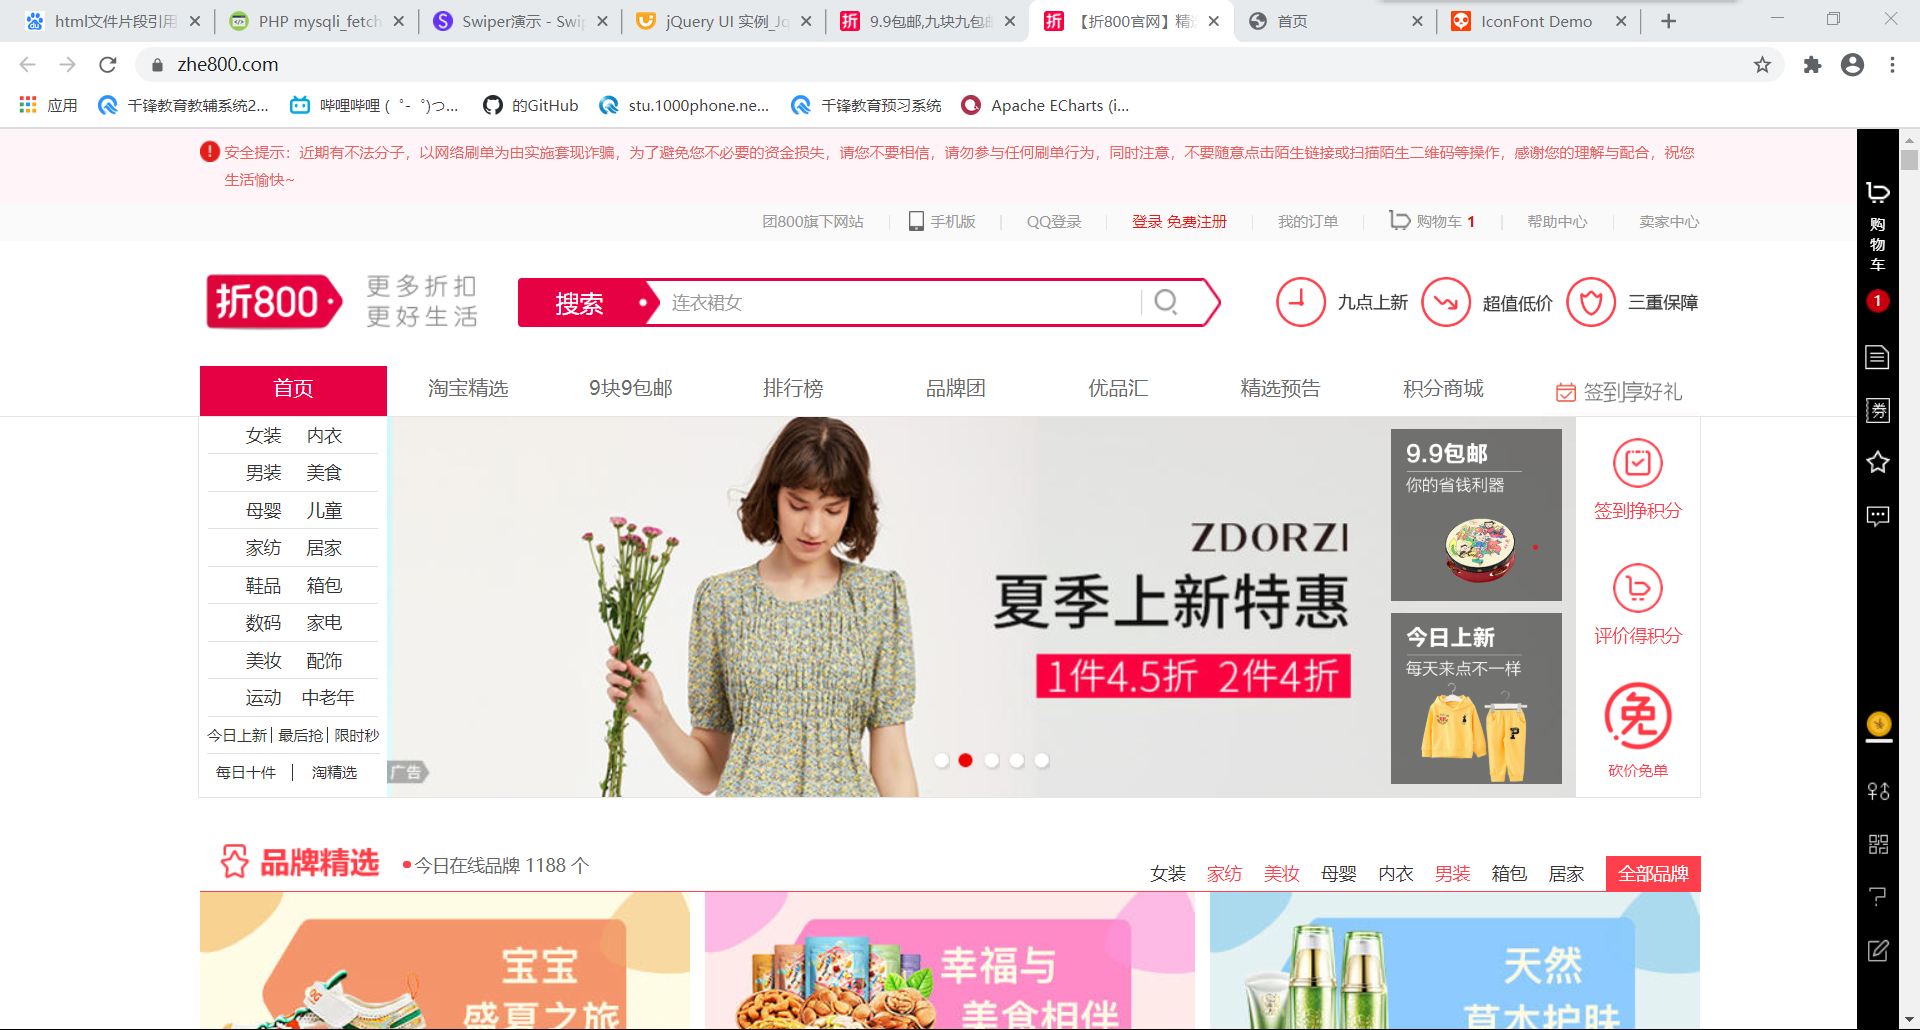 html文件片段引用
PHP mysqli_fetch
Swiper演示 - Swip
jQuery UI 实例_Jq
9.9包邮,九块九包邮
【折800官网】精选
首页
IconFont Demo
zhe800.com
应用
千锋教育教辅系统2...
哔哩哔哩 ( ゜- ゜)つ...
的GitHub
stu.1000phone.ne...
千锋教育预习系统
Apache ECharts (i...
安全提示：近期有不法分子，以网络刷单为由实施套现诈骗，为了避免您不必要的资金损失，请您不要相信，请勿参与任何刷单行为，同时注意，不要随意点击陌生链接或扫描陌生二维码等操作，感谢您的理解与配合，祝您
生活愉快~
团800旗下网站
手机版
QQ登录
登录 免费注册
我的订单
购物车 1
帮助中心
卖家中心
折800
更多折扣
更好生活
搜索
连衣裙女
九点上新
超值低价
三重保障
首页
淘宝精选
9块9包邮
排行榜
品牌团
优品汇
精选预告
积分商城
签到享好礼
女装 内衣
男装 美食
母婴 儿童
家纺 居家
鞋品 箱包
数码 家电
美妆 配饰
运动 中老年
今日上新 | 最后抢 | 限时秒
每日十件 | 淘精选
广告
ZDORZI
夏季上新特惠
1件4.5折 2件4折
9.9包邮
你的省钱利器
今日上新
每天来点不一样
P
签到挣积分
评价得积分
免
砍价免单
购
物
车
1
券
品牌精选
今日在线品牌 1188 个
女装 家纺 美妆 母婴 内衣 男装 箱包 居家
全部品牌
宝宝
盛夏之旅
幸福与
美食相伴
天然
草木护肤